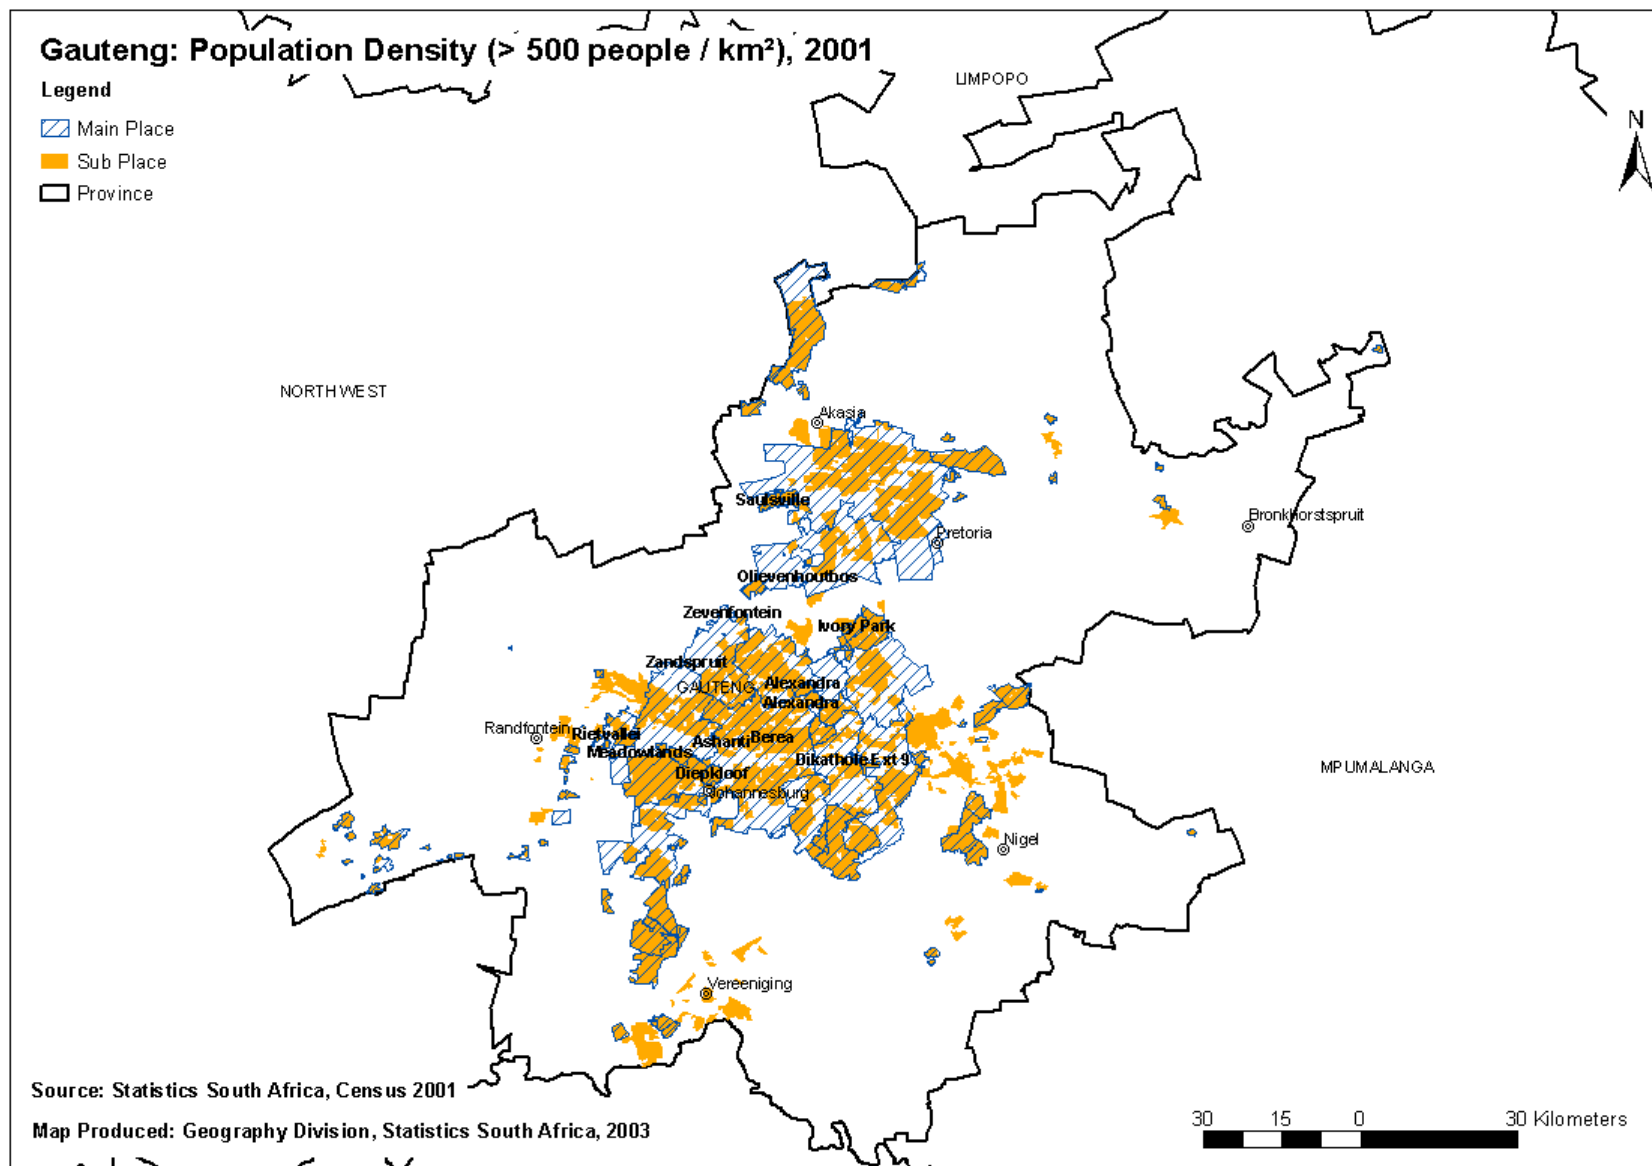 Gauteng: Population Density (> 500 people / km²), 2001
Legend
Main Place
Sub Place
Province
LIMPOPO
N
NORTH WEST
Akasia
Saulsville
Bronkhorstspruit
Pretoria
Olievenhoutbos
Zevenfontein
Ivory Park
Zandspruit
GAUTENG
Alexandra
Alexandra
Randfontein
Rietvallei
Ashanti
Berea
Meadowlands
Dikathole Ext 9
MPUMALANGA
Diepkloof
Johannesburg
Nigel
Vereeniging
Source: Statistics South Africa, Census 2001
Map Produced: Geography Division, Statistics South Africa, 2003
30 15 0 30 Kilometers